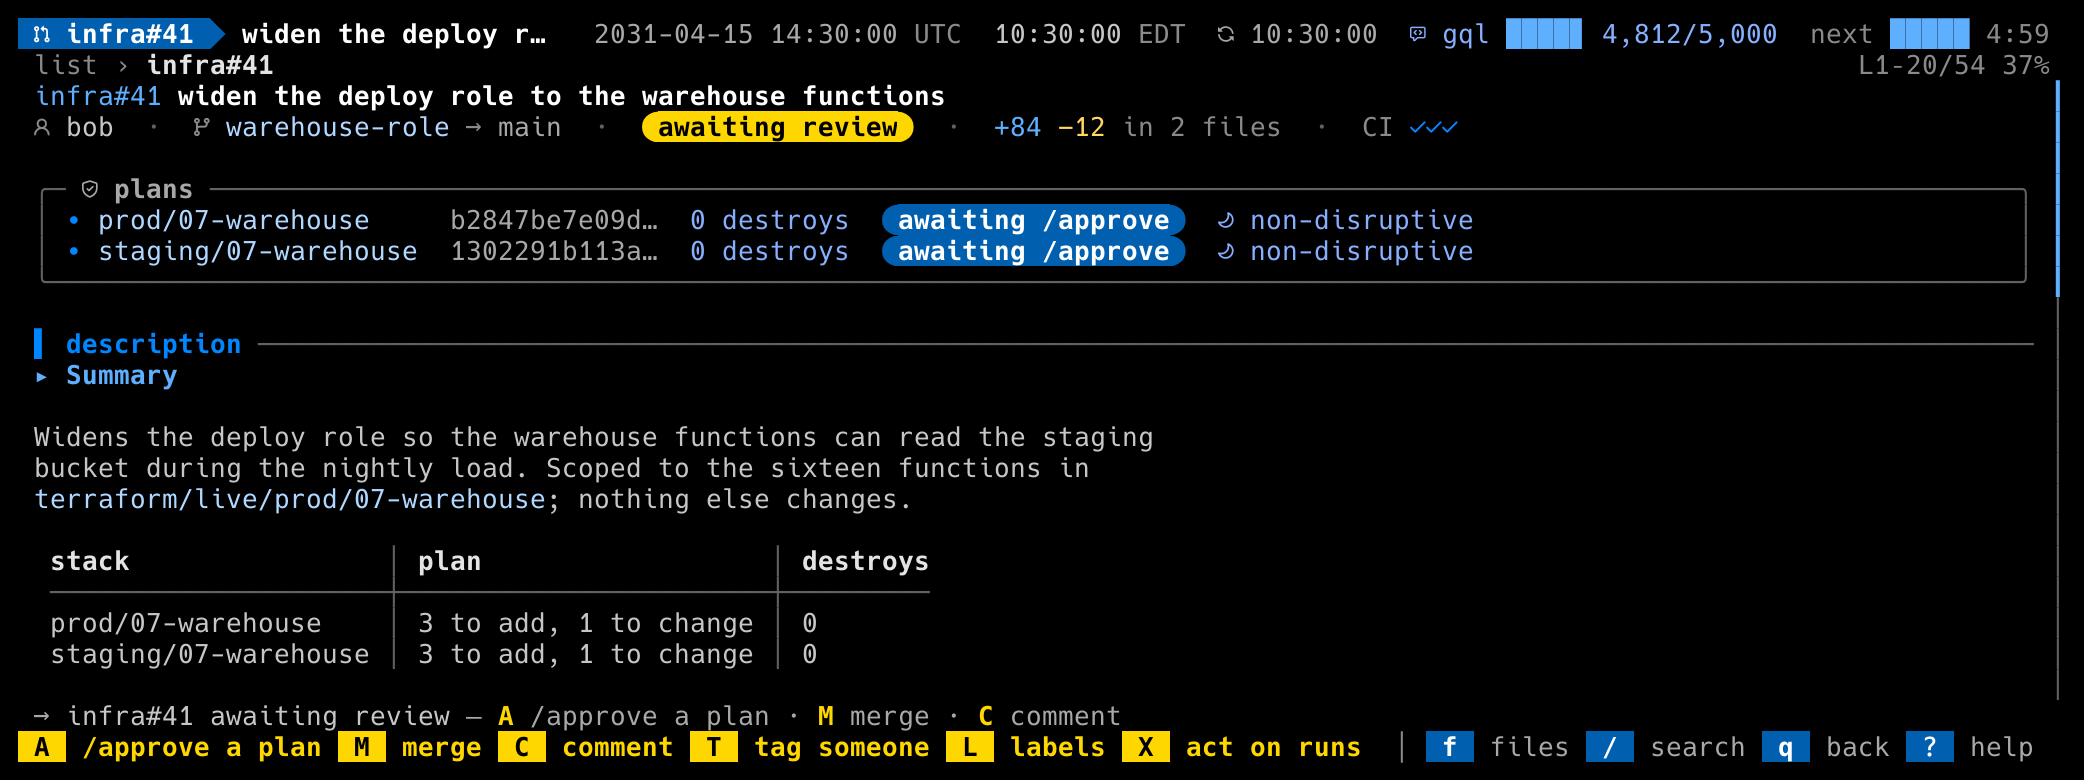 infra#41 widen the deploy r… 2031-04-15 14:30:00 UTC 10:30:00 EDT 10:30:00 gql 4,812/5,000 next 4:59
list › infra#41 L1-20/54 37%
infra#41 widen the deploy role to the warehouse functions
bob · warehouse-role → main · awaiting review · +84 −12 in 2 files · CI ✓✓✓
plans
• prod/07-warehouse b2847be7e09d… 0 destroys awaiting /approve non-disruptive
• staging/07-warehouse 1302291b113a… 0 destroys awaiting /approve non-disruptive
description
▸ Summary
Widens the deploy role so the warehouse functions can read the staging
bucket during the nightly load. Scoped to the sixteen functions in
terraform/live/prod/07-warehouse; nothing else changes.
stack │ plan │ destroys
prod/07-warehouse │ 3 to add, 1 to change │ 0
staging/07-warehouse │ 3 to add, 1 to change │ 0
→ infra#41 awaiting review — A /approve a plan · M merge · C comment
A /approve a plan M merge C comment T tag someone L labels X act on runs │ f files / search q back ? help